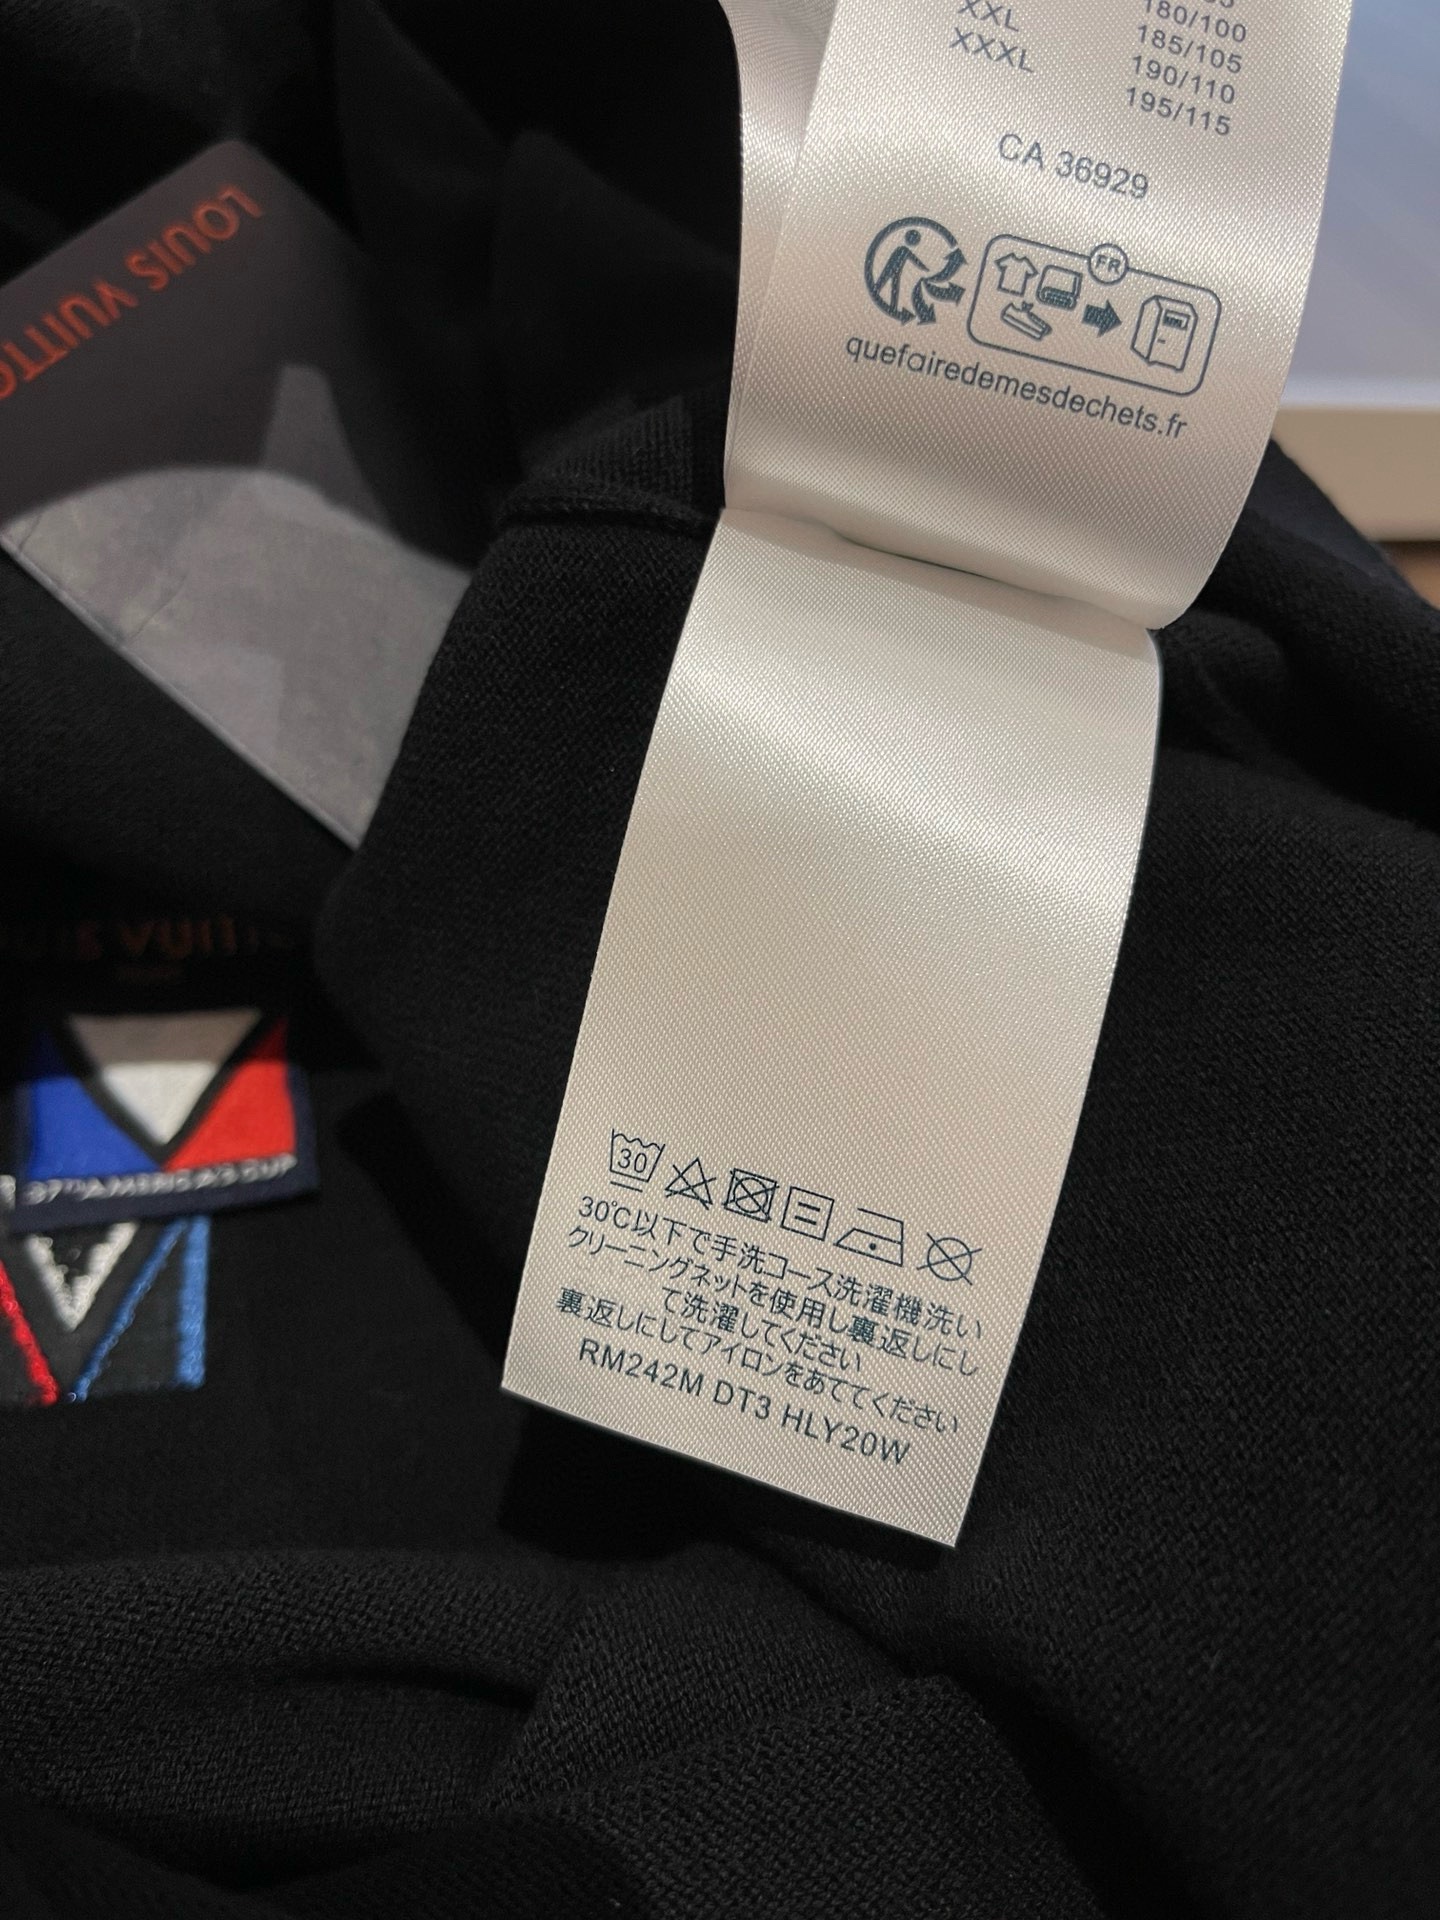 XXL
XXXL
180/100
185/105
190/110
195/115
CA 36929
FR
quefairedemesdechets.fr
LOUIS VUITTO
37TH AMERICA'S CUP
30
30℃以下で手洗コース洗濯機洗い
クリーニングネットを使用し裏返しにし
て洗濯してください
裏返しにしてアイロンをあててください
RM242M DT3 HLY20W